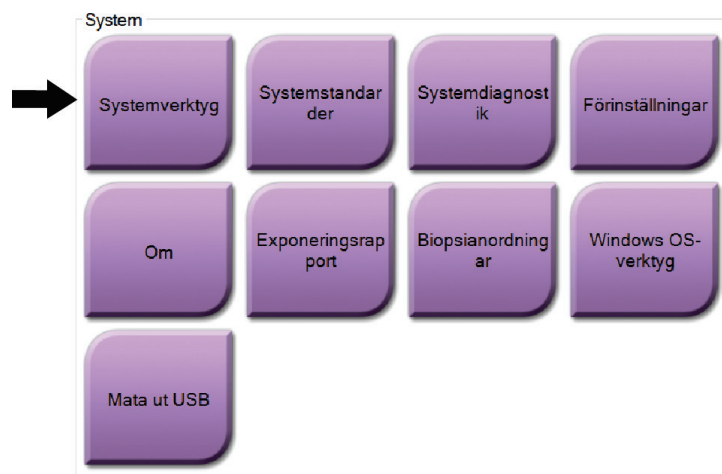 System
Systemverktyg
Systemstandar
der
Systemdiagnost
ik
Förinställningar
Om
Exponeringsrap
port
Biopsianordning
ar
Windows OS-
verktyg
Mata ut USB